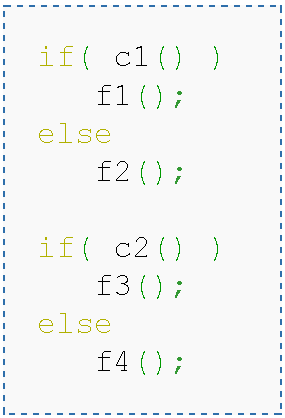 if( c1() )
    f1();
else
    f2();

if( c2() )
    f3();
else
    f4();